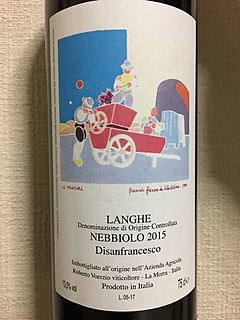 LANGHE
Denominazione di Origine Controllata
NEBBIOLO 2015
Disanfrancesco
Imbottigliato all'origine nell'Azienda Agricola
Roberto Voerzio viticoltore - La Morra - Italia
Prodotto in Italia
75cl e
L.05-17